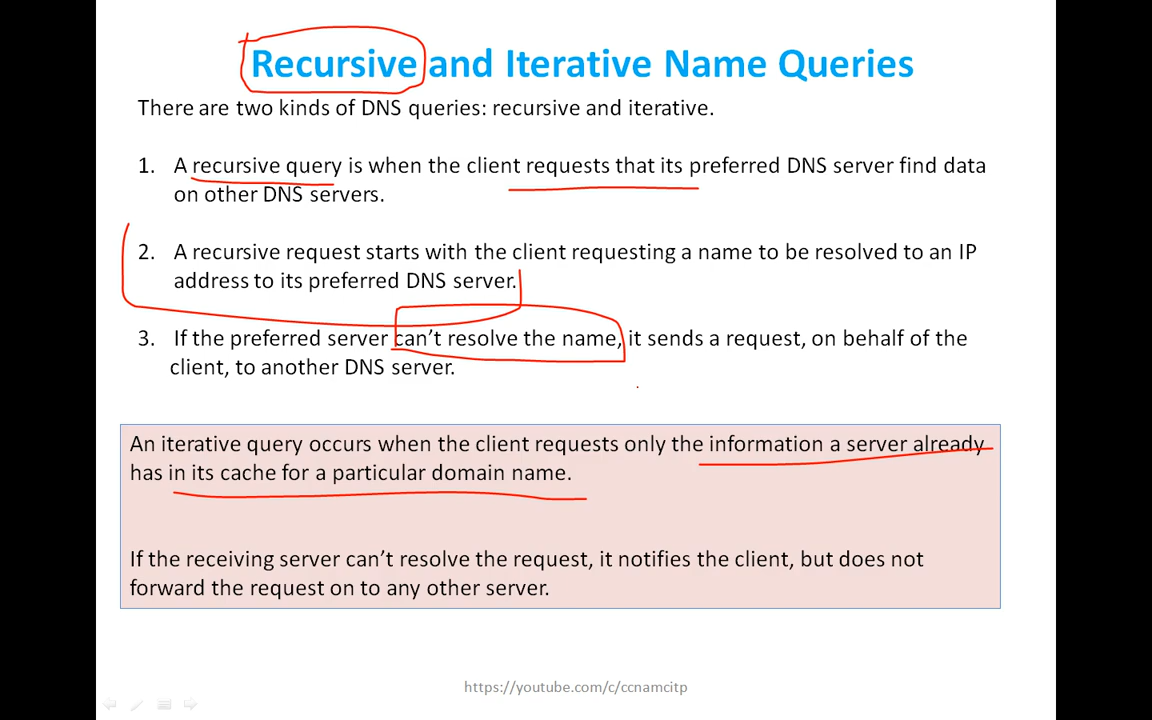 Recursive and Iterative Name Queries
There are two kinds of DNS queries: recursive and iterative.
1. A recursive query is when the client requests that its preferred DNS server find data
on other DNS servers.
2. A recursive request starts with the client requesting a name to be resolved to an IP
address to its preferred DNS server.
3. If the preferred server can’t resolve the name, it sends a request, on behalf of the
client, to another DNS server.
An iterative query occurs when the client requests only the information a server already
has in its cache for a particular domain name.
If the receiving server can’t resolve the request, it notifies the client, but does not
forward the request on to any other server.
https://youtube.com/c/ccnamcitp